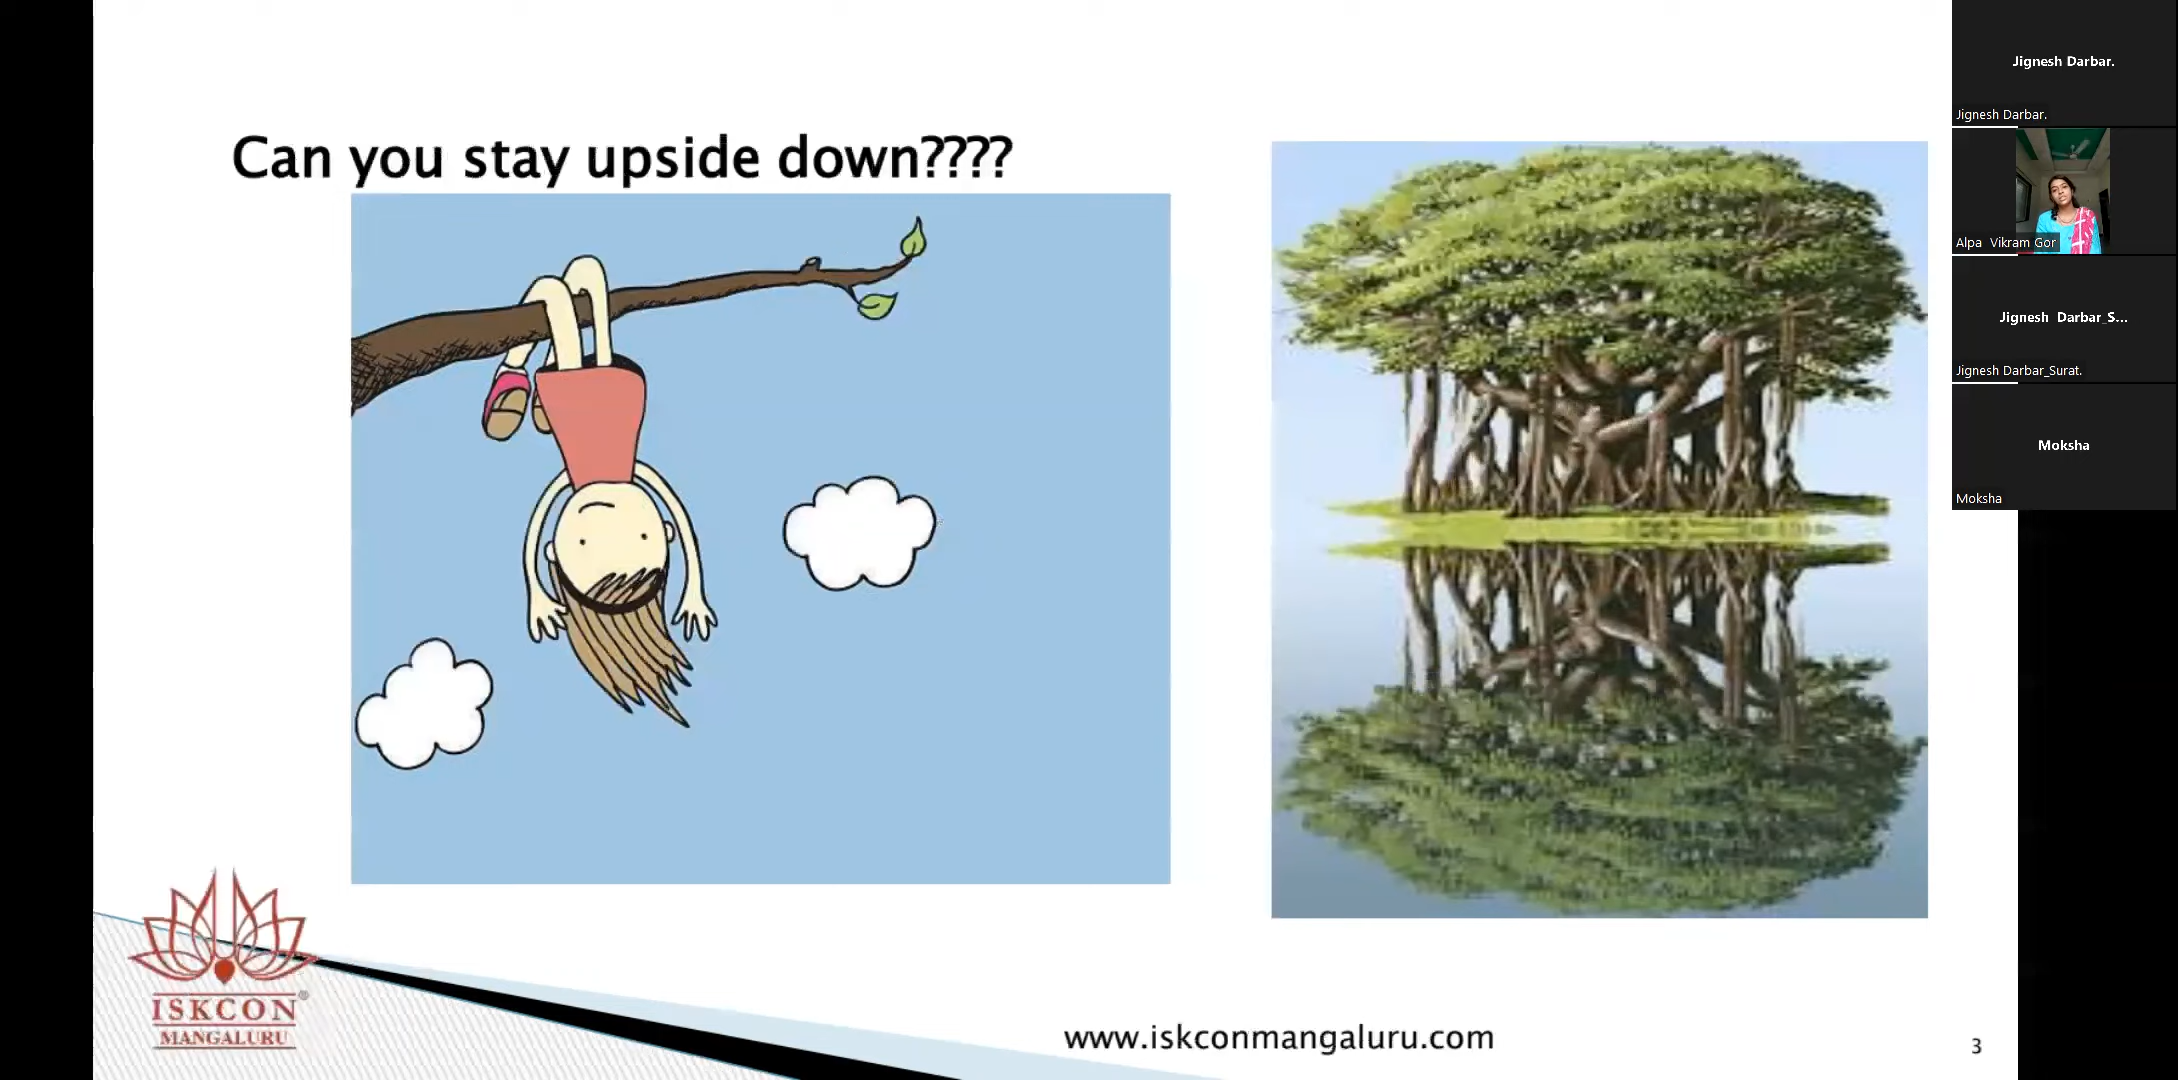 Can you stay upside down????
ISKCON®
MANGALURU
www.iskconmangaluru.com
3
Jignesh Darbar.
Jignesh Darbar.
Alpa Vikram Gor
Jignesh Darbar_S...
Jignesh Darbar_Surat.
Moksha
Moksha